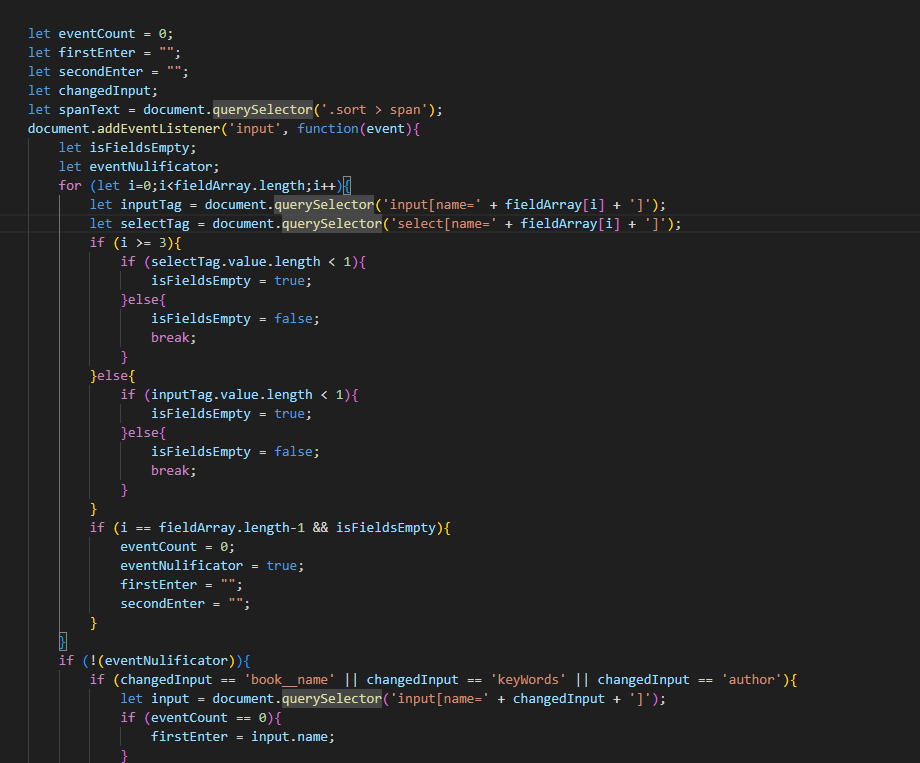 let eventCount = 0;
let firstEnter = "";
let secondEnter = "";
let changedInput;
let spanText = document.querySelector('.sort > span');
document.addEventListener('input', function(event){
let isFieldsEmpty;
let eventNulificator;
for (let i=0;i<fieldArray.length;i++){
let inputTag = document.querySelector('input[name=' + fieldArray[i] + ']');
let selectTag = document.querySelector('select[name=' + fieldArray[i] + ']');
if (i >= 3){
if (selectTag.value.length < 1){
isFieldsEmpty = true;
}else{
isFieldsEmpty = false;
break;
}
}else{
if (inputTag.value.length < 1){
isFieldsEmpty = true;
}else{
isFieldsEmpty = false;
break;
}
}
if (i == fieldArray.length-1 && isFieldsEmpty){
eventCount = 0;
eventNulificator = true;
firstEnter = "";
secondEnter = "";
}
}
if (!(eventNulificator)){
if (changedInput == 'book__name' || changedInput == 'keyWords' || changedInput == 'author'){
let input = document.querySelector('input[name=' + changedInput + ']');
if (eventCount == 0){
firstEnter = input.name;
}